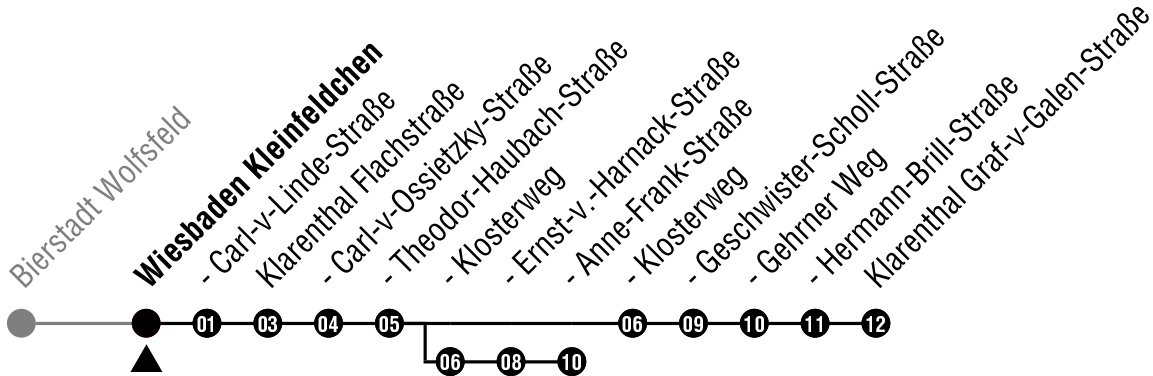 Bierstadt Wolfsfeld
Wiesbaden Kleinfeldchen
- Carl-v-Linde-Straße
Klarenthal Flachstraße
- Carl-v-Ossietzky-Straße
- Theodor-Haubach-Straße
- Klosterweg
- Ernst-v.-Harnack-Straße
- Anne-Frank-Straße
- Klosterweg
- Geschwister-Scholl-Straße
- Gehrner Weg
- Hermann-Brill-Straße
Klarenthal Graf-v-Galen-Straße
01 03 04 05 06 09 10 11 12
06 08 10